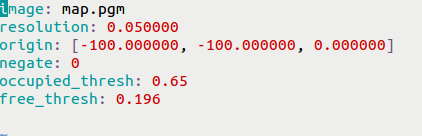 image: map.pgm
resolution: 0.050000
origin: [-100.000000, -100.000000, 0.000000]
negate: 0
occupied_thresh: 0.65
free_thresh: 0.196
~